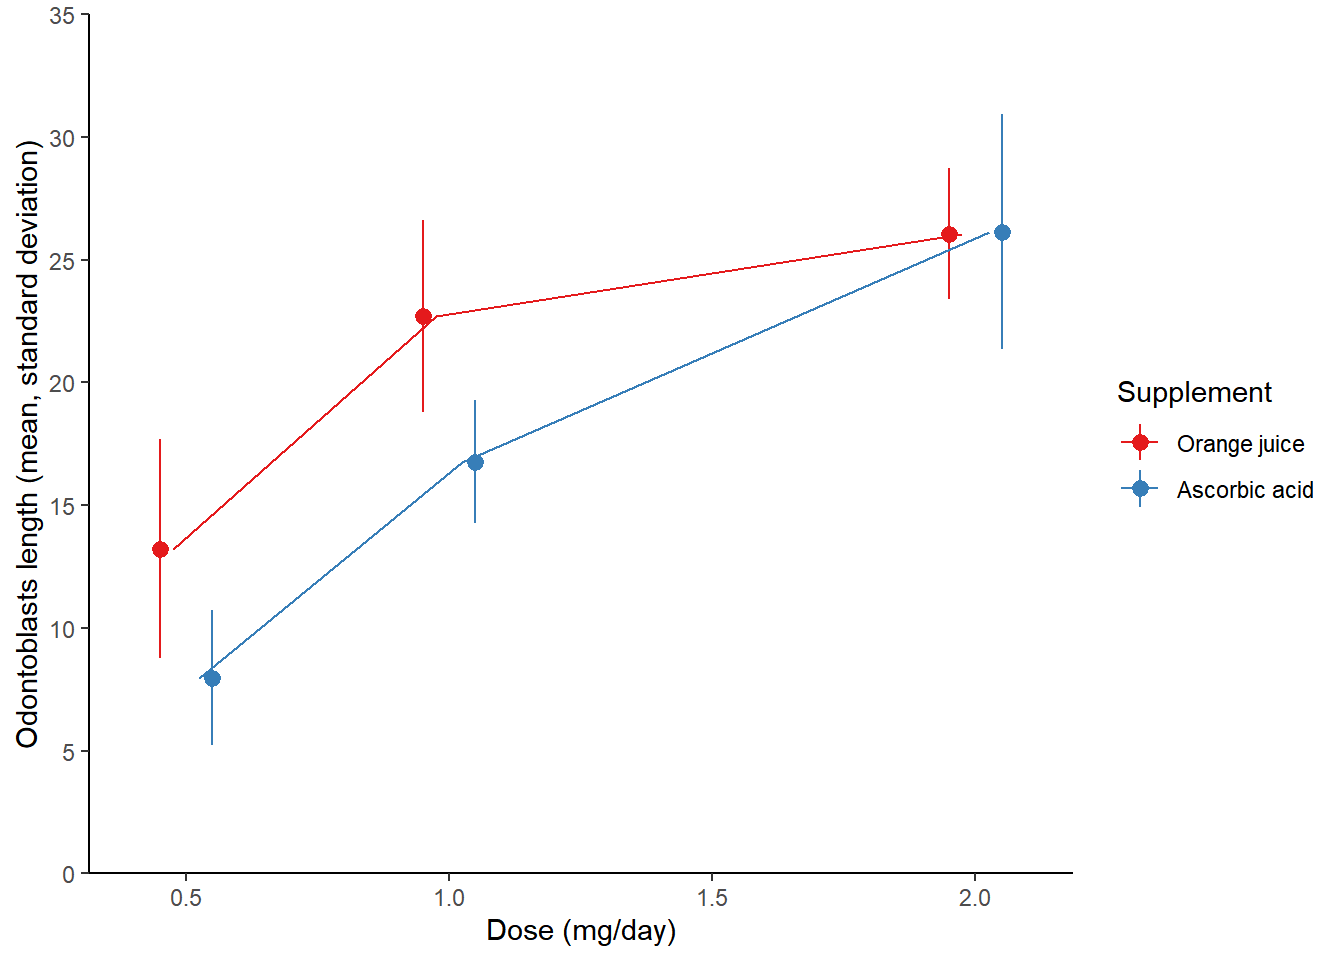 35
30
25
20
15
10
5
0
Odontoblasts length (mean, standard deviation)
0.5 1.0 1.5 2.0
Dose (mg/day)
Supplement
Orange juice
Ascorbic acid